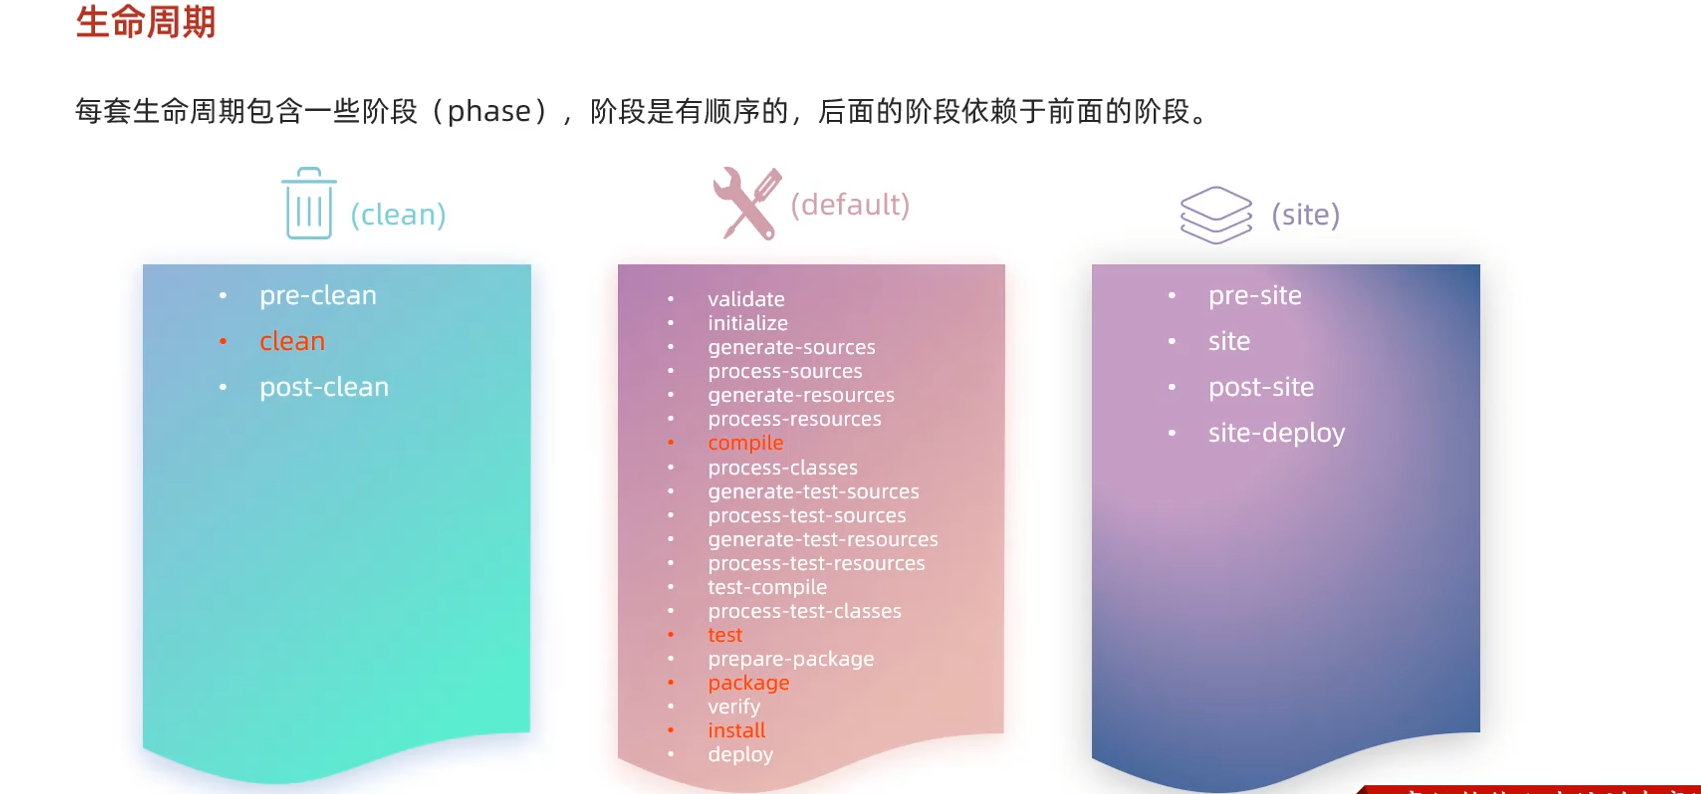 生命周期
每套生命周期包含一些阶段（phase），阶段是有顺序的，后面的阶段依赖于前面的阶段。
(clean)
• pre-clean
• clean
• post-clean
(default)
• validate
• initialize
• generate-sources
• process-sources
• generate-resources
• process-resources
• compile
• process-classes
• generate-test-sources
• process-test-sources
• generate-test-resources
• process-test-resources
• test-compile
• process-test-classes
• test
• prepare-package
• package
• verify
• install
• deploy
(site)
• pre-site
• site
• post-site
• site-deploy